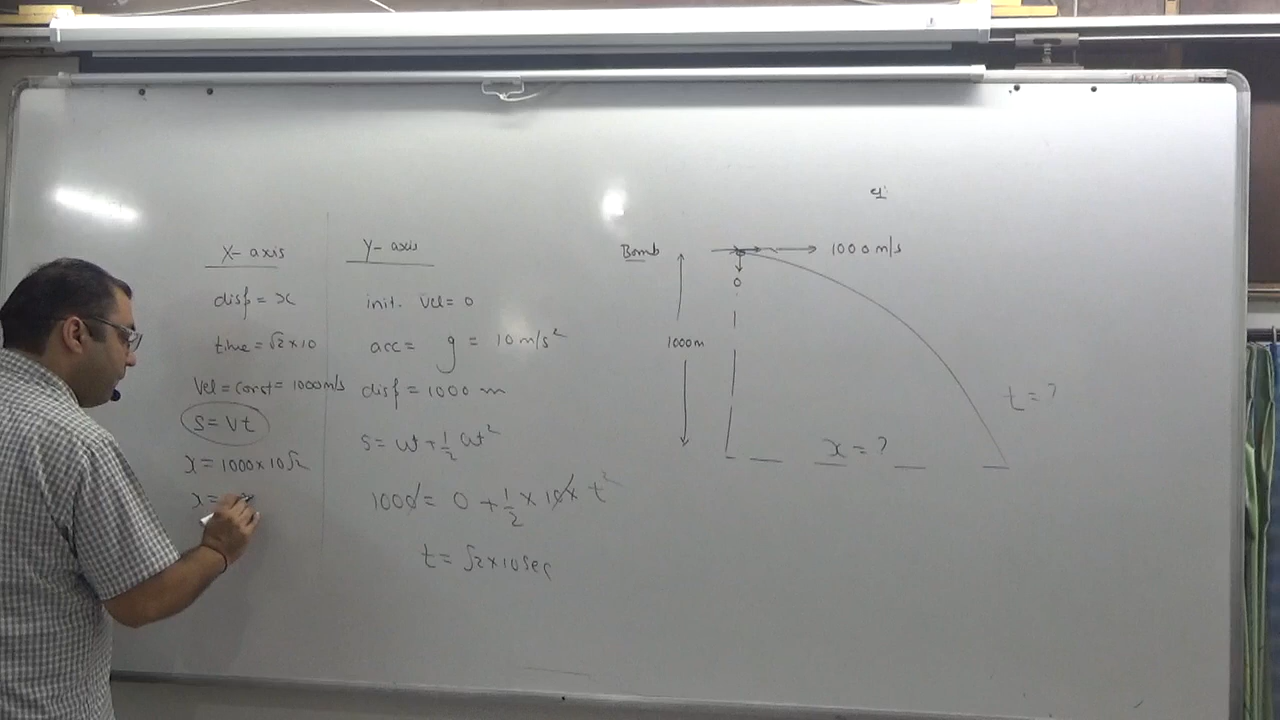 X-axis
disp = x
time = √2×10
Vel = const = 1000 m/s
S = Vt
x = 1000×10√2
x =
Y-axis
init. Vel = 0
acc = g = 10 m/s²
disp = 1000 m
S = ut + 1/2 at²
1000 = 0 + 1/2 × 10 × t²
t = √2×10 sec
Bomb
1000 m/s
0
1000 m
t = ?
x = ?